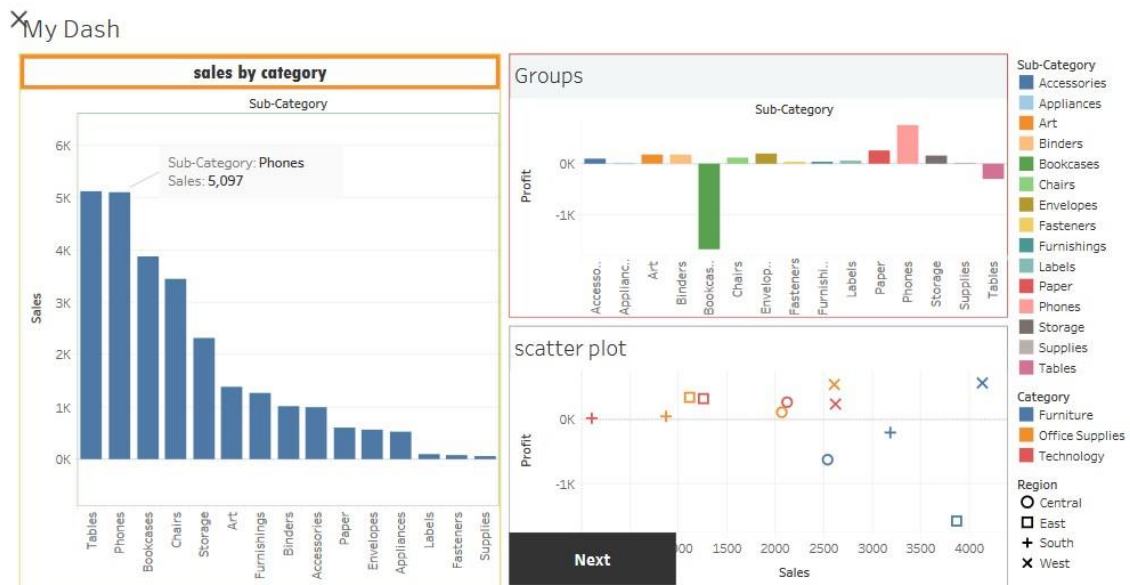 My Dash
sales by category
Sub-Category
6K
5K
4K
3K
2K
1K
0K
Sales
Sub-Category: Phones
Sales: 5,097
Tables
Phones
Bookcases
Chairs
Storage
Art
Furnishings
Binders
Accessories
Paper
Envelopes
Appliances
Labels
Fasteners
Supplies
Groups
Sub-Category
0K
-1K
Profit
Accesso..
Applianc..
Art
Binders
Bookcas..
Chairs
Envelop..
Fasteners
Furnishi..
Labels
Paper
Phones
Storage
Supplies
Tables
scatter plot
0K
-1K
Profit
Next
000 1500 2000 2500 3000 3500 4000
Sales
Sub-Category
Accessories
Appliances
Art
Binders
Bookcases
Chairs
Envelopes
Fasteners
Furnishings
Labels
Paper
Phones
Storage
Supplies
Tables
Category
Furniture
Office Supplies
Technology
Region
Central
East
South
West